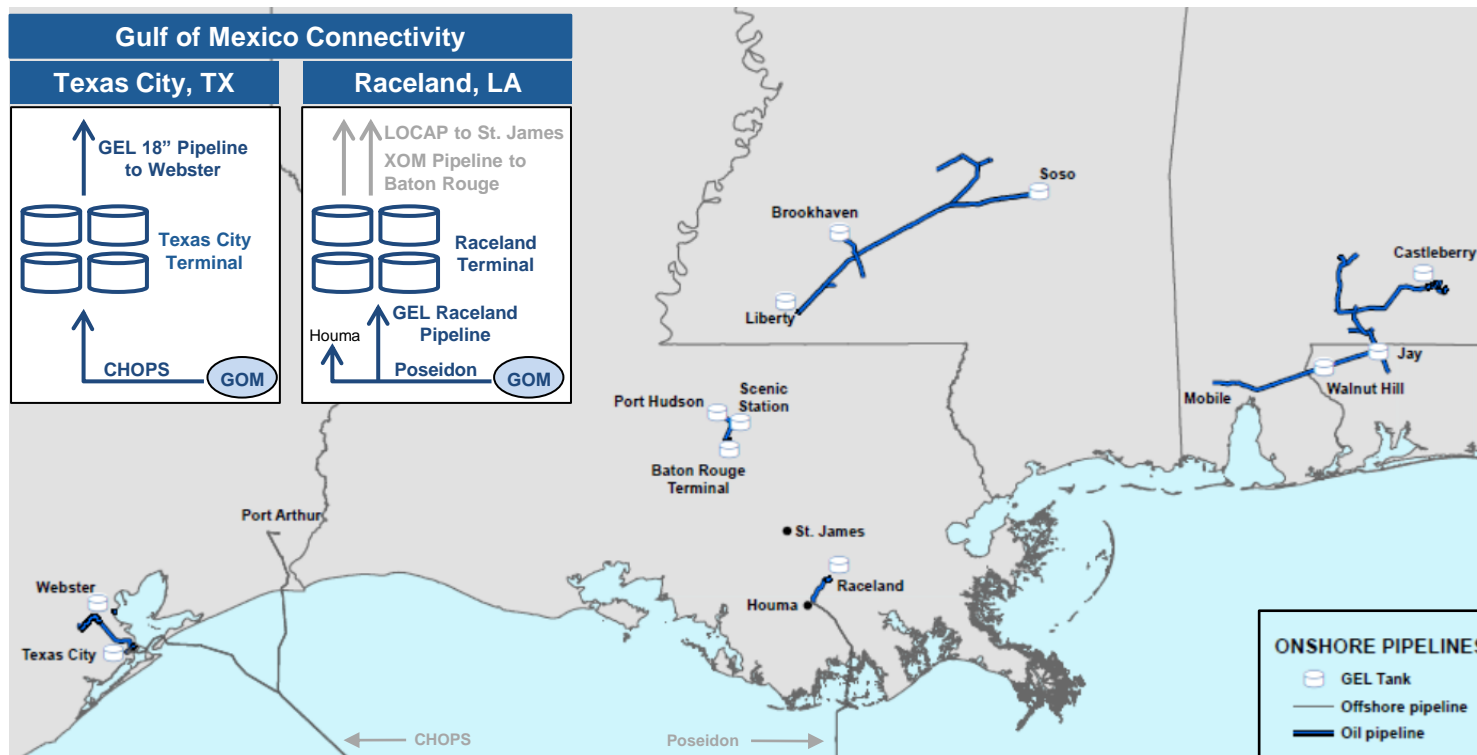 Gulf of Mexico Connectivity
Texas City, TX
GEL 18” Pipeline
to Webster
Texas City
Terminal
CHOPS
GOM
Raceland, LA
LOCAP to St. James
XOM Pipeline to
Baton Rouge
Raceland
Terminal
GEL Raceland
Pipeline
Houma
Poseidon
GOM
Soso
Brookhaven
Liberty
Castleberry
Jay
Walnut Hill
Mobile
Port Hudson
Scenic
Station
Baton Rouge
Terminal
Port Arthur
St. James
Webster
Raceland
Houma
Texas City
CHOPS
Poseidon
ONSHORE PIPELINES
GEL Tank
Offshore pipeline
Oil pipeline